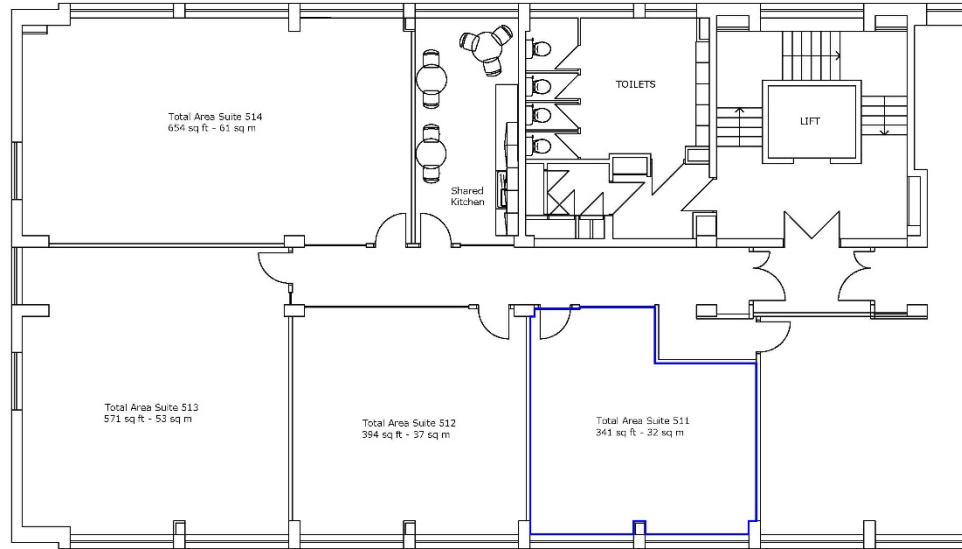 Total Area Suite 514
654 sq ft - 61 sq m
TOILETS
LIFT
Shared
Kitchen
Total Area Suite 513
571 sq ft - 53 sq m
Total Area Suite 512
394 sq ft - 37 sq m
Total Area Suite 511
341 sq ft - 32 sq m